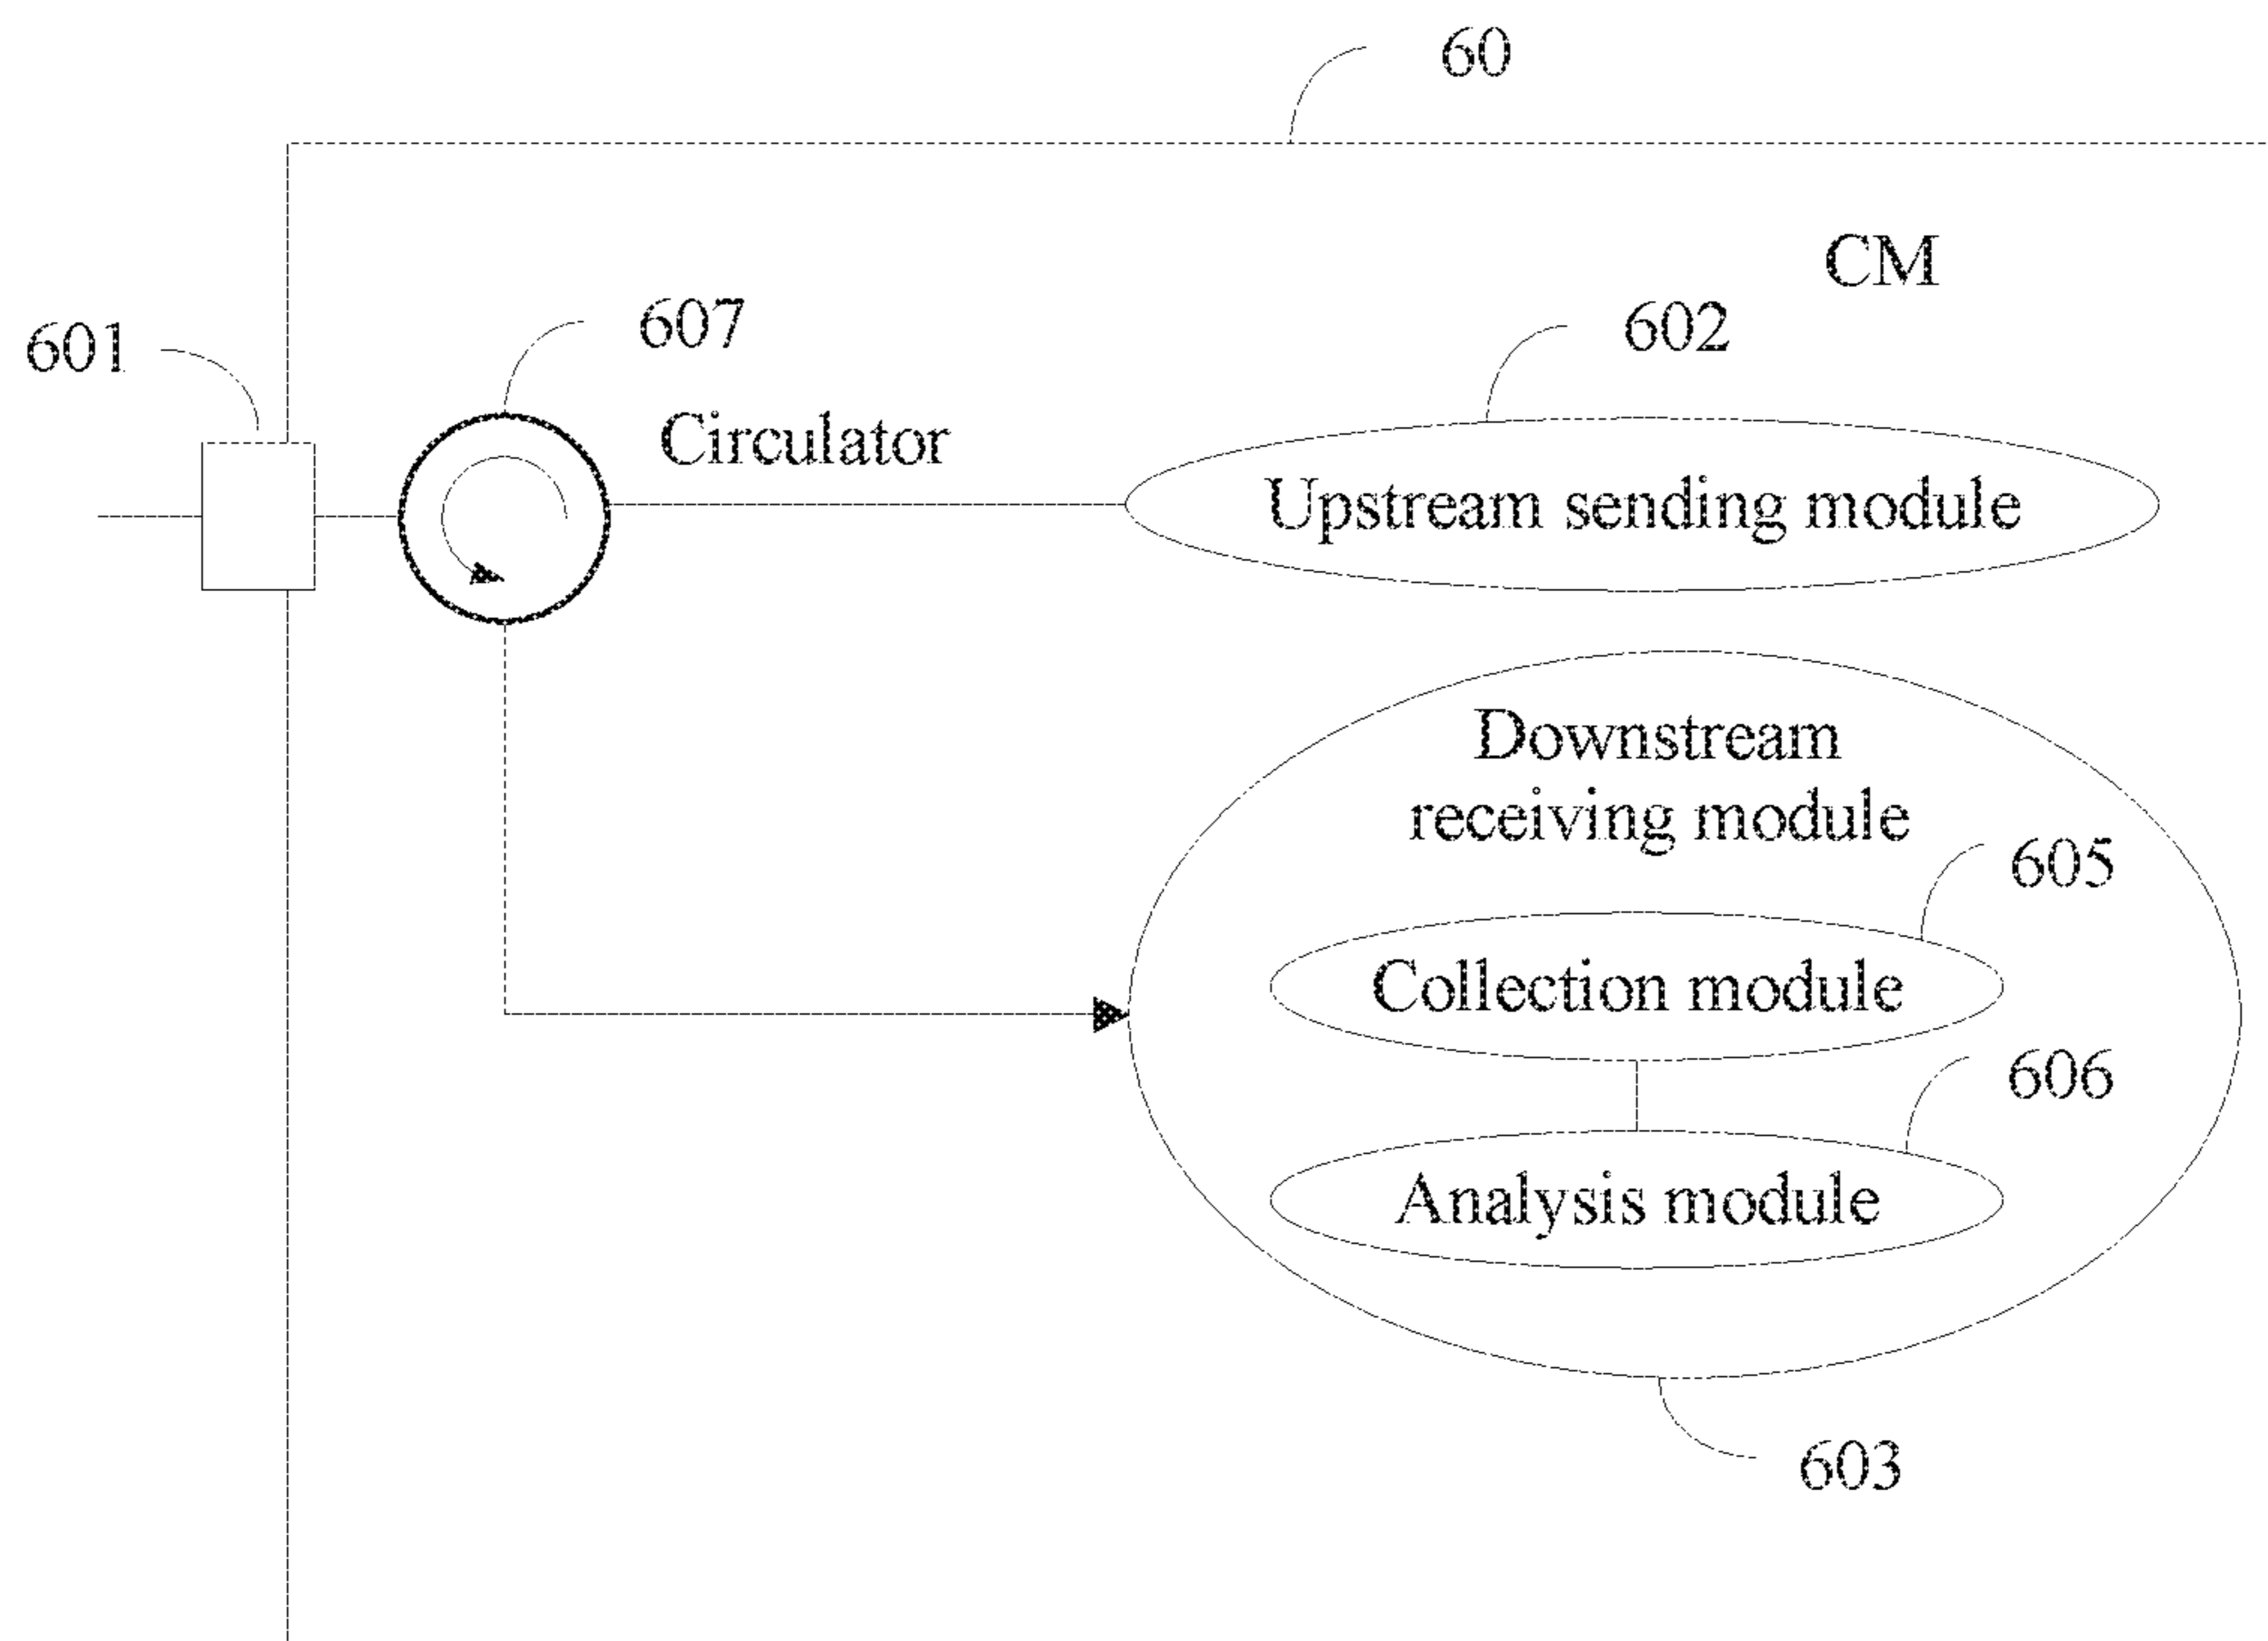 60
CM
607
602
601
Circulator
Upstream sending module
Downstream
receiving module
605
Collection module
606
Analysis module
603